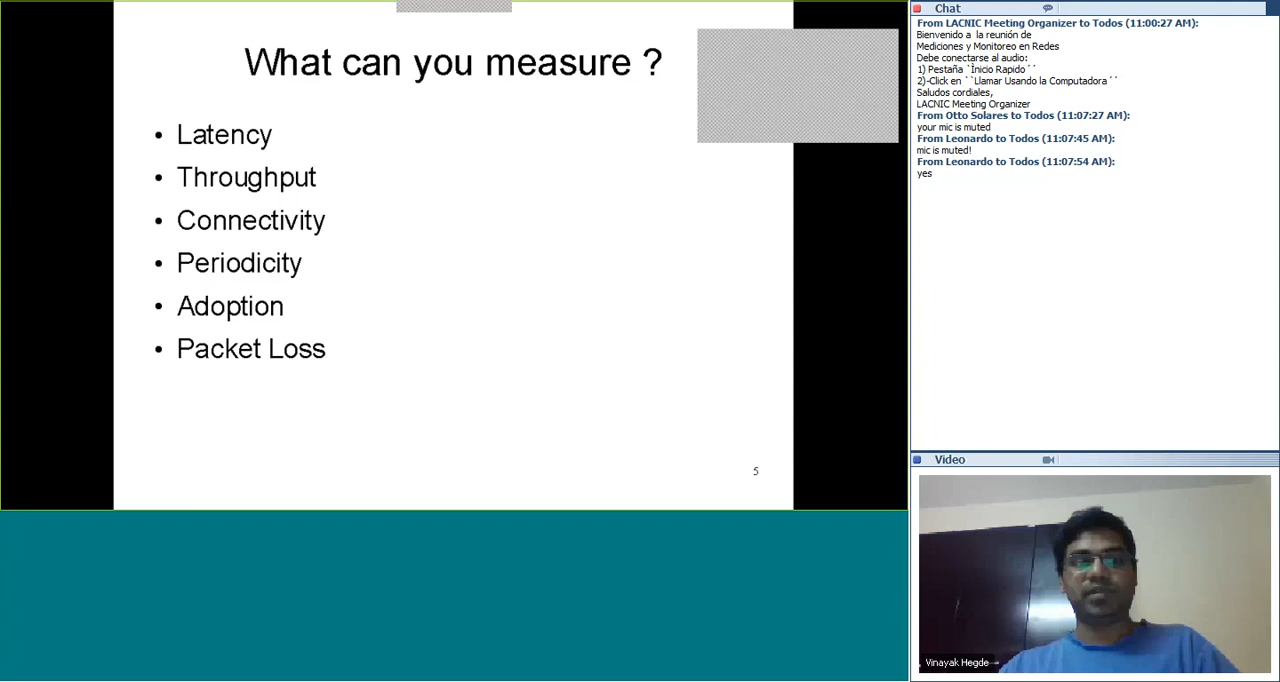 What can you measure ?
• Latency
• Throughput
• Connectivity
• Periodicity
• Adoption
• Packet Loss
5
Chat
From LACNIC Meeting Organizer to Todos (11:00:27 AM):
Bienvenido a la reunión de
Mediciones y Monitoreo en Redes
Debe conectarse al audio:
1) Pestaña `Ínicio Rapido´´
2)-Click en ``Llamar Usando la Computadora´´
Saludos cordiales,
LACNIC Meeting Organizer
From Otto Solares to Todos (11:07:27 AM):
your mic is muted
From Leonardo to Todos (11:07:45 AM):
mic is muted!
From Leonardo to Todos (11:07:54 AM):
yes
Video
Vinayak Hegde